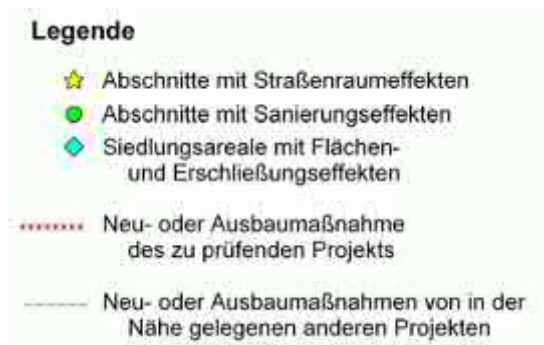 Legende
Abschnitte mit Straßenraumeffekten
Abschnitte mit Sanierungseffekten
Siedlungsareale mit Flächen-
und Erschließungseffekten
Neu- oder Ausbaumaßnahme
des zu prüfenden Projekts
Neu- oder Ausbaumaßnahmen von in der
Nähe gelegenen anderen Projekten